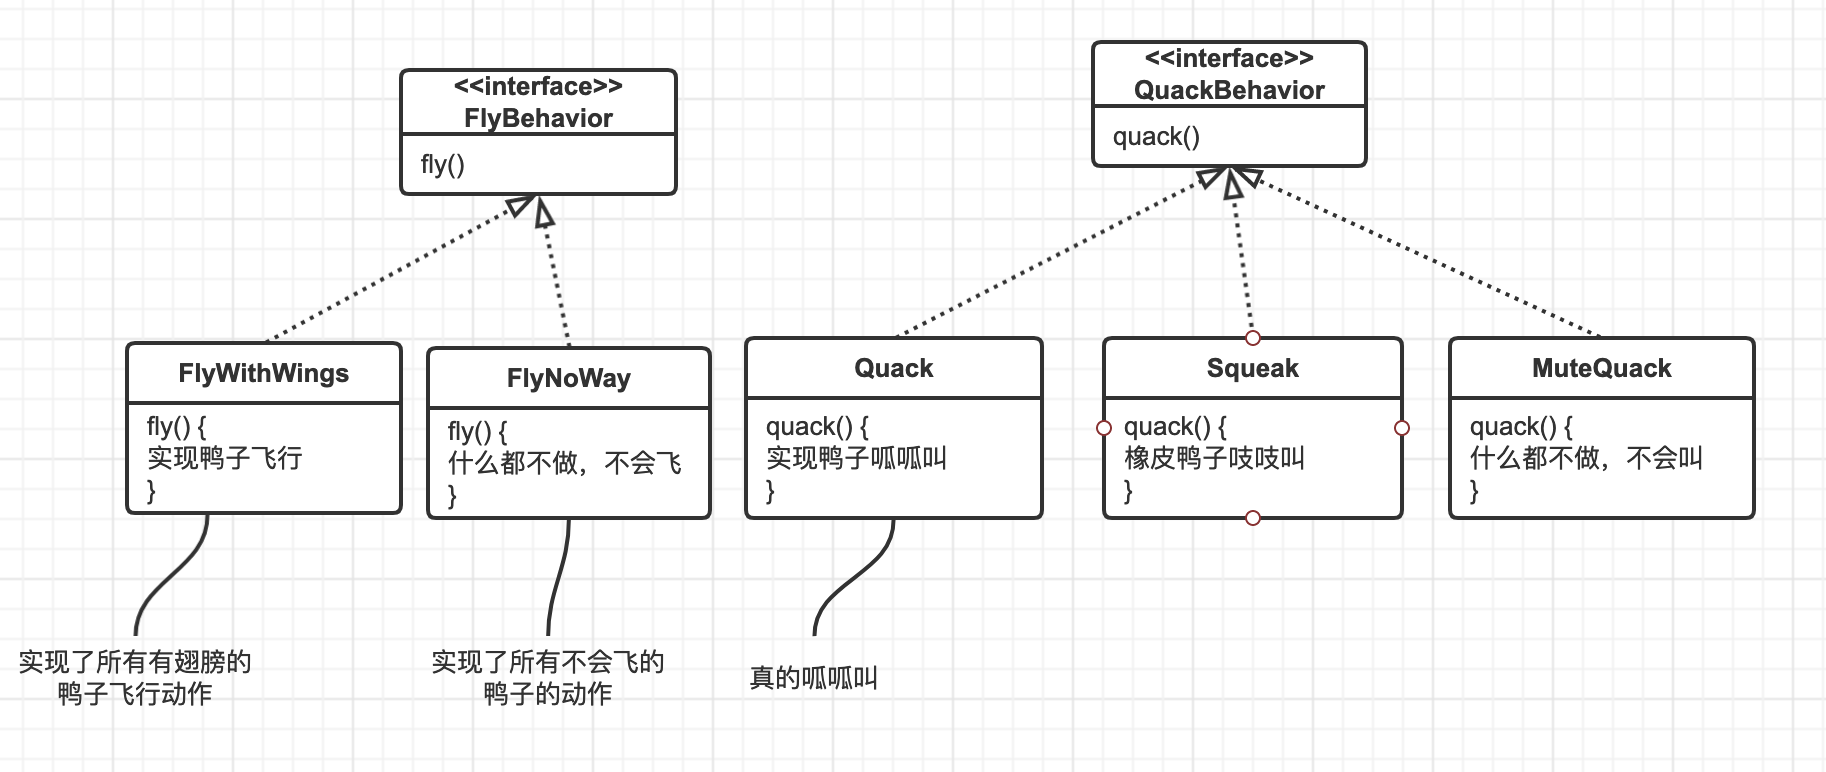 <<interface>>
FlyBehavior
fly()
<<interface>>
QuackBehavior
quack()
FlyWithWings
fly() {
实现鸭子飞行
}
FlyNoWay
fly() {
什么都不做，不会飞
}
Quack
quack() {
实现鸭子呱呱叫
}
Squeak
quack() {
橡皮鸭子吱吱叫
}
MuteQuack
quack() {
什么都不做，不会叫
}
实现了所有有翅膀的
鸭子飞行动作
实现了所有不会飞的
鸭子的动作
真的呱呱叫